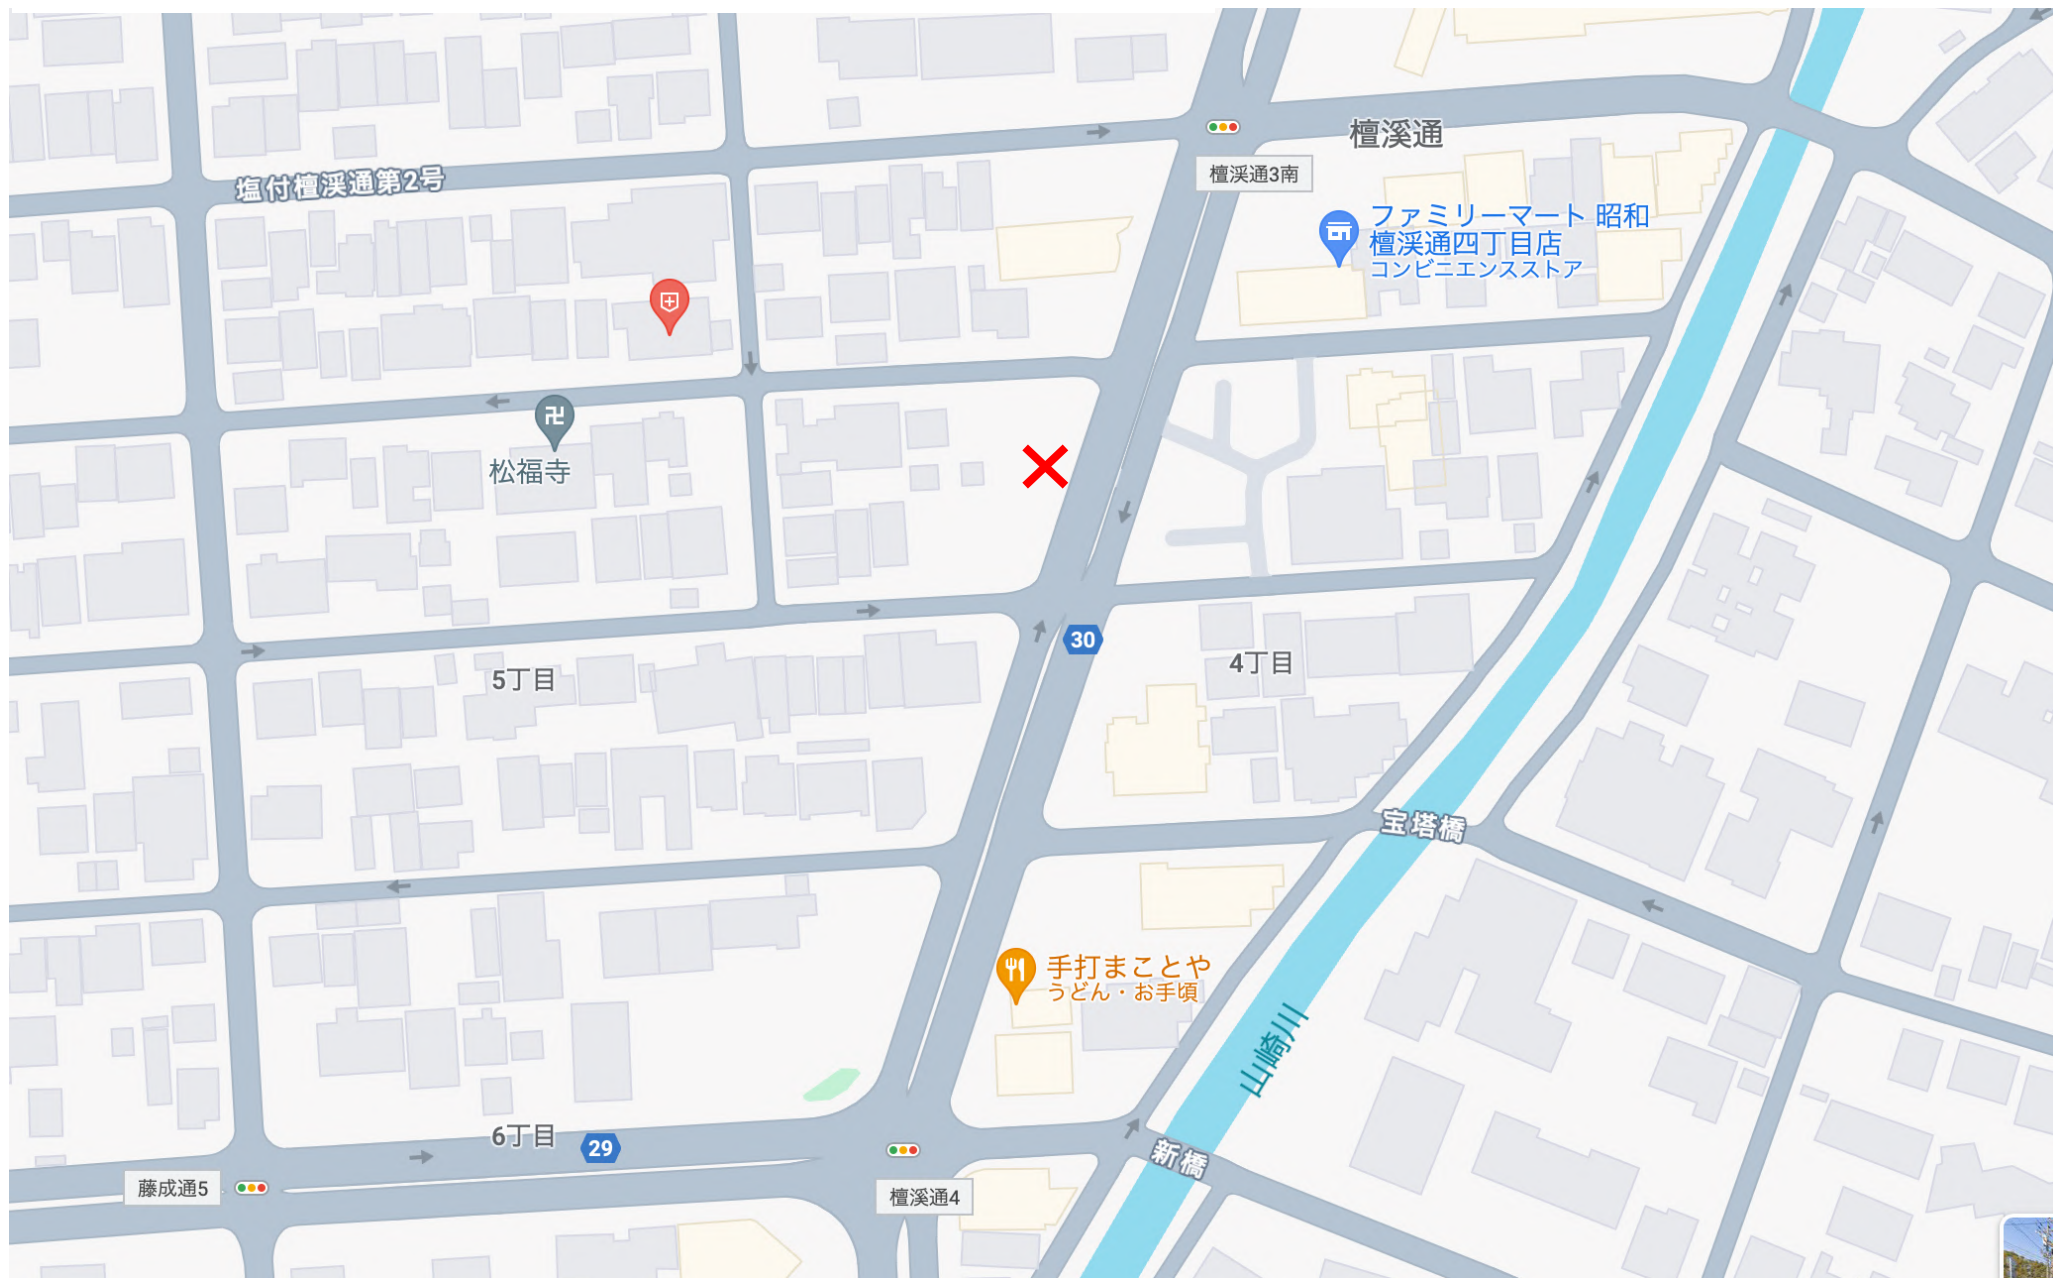 檀溪通
塩付檀渓通第2号
檀渓通3南
ファミリーマート 昭和
檀渓通四丁目店
コンビニエンスストア
松福寺
30
5丁目
4丁目
宝塔橋
手打まことや
うどん・お手頃
山崎川
6丁目
29
新橋
藤成通5
檀溪通4